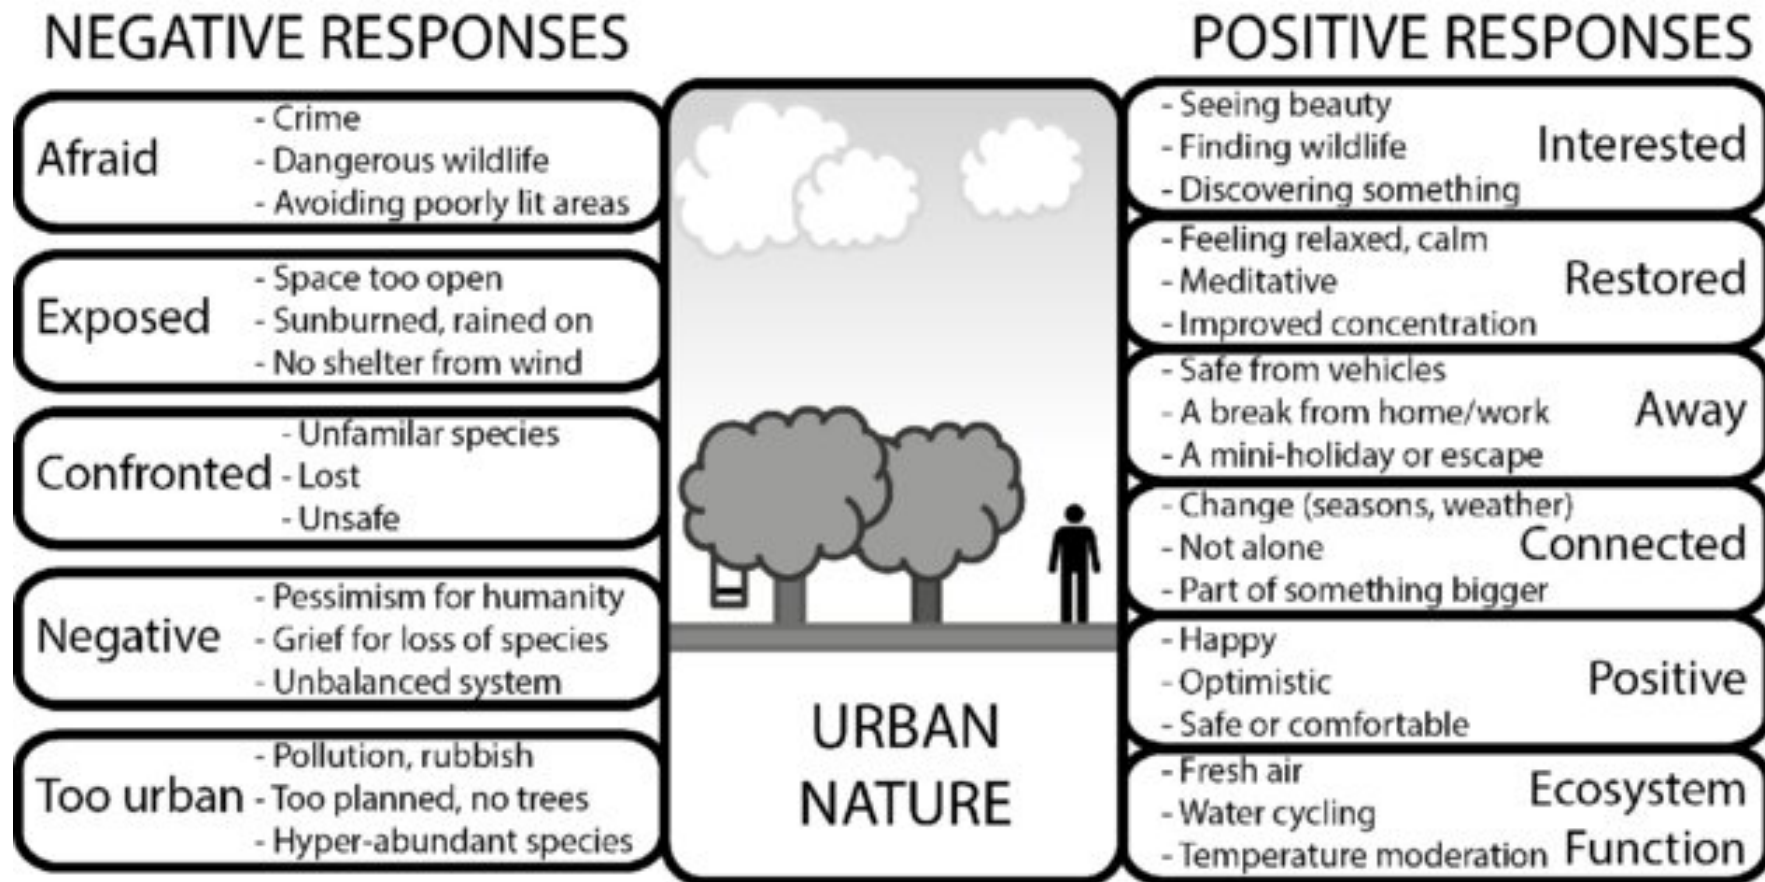 NEGATIVE RESPONSES
Afraid
- Crime
- Dangerous wildlife
- Avoiding poorly lit areas
Exposed
- Space too open
- Sunburned, rained on
- No shelter from wind
Confronted
- Unfamilar species
- Lost
- Unsafe
Negative
- Pessimism for humanity
- Grief for loss of species
- Unbalanced system
Too urban
- Pollution, rubbish
- Too planned, no trees
- Hyper-abundant species
URBAN
NATURE
POSITIVE RESPONSES
- Seeing beauty
- Finding wildlife
- Discovering something
Interested
- Feeling relaxed, calm
- Meditative
- Improved concentration
Restored
- Safe from vehicles
- A break from home/work
- A mini-holiday or escape
Away
- Change (seasons, weather)
- Not alone
- Part of something bigger
Connected
- Happy
- Optimistic
- Safe or comfortable
Positive
- Fresh air
- Water cycling
- Temperature moderation
Ecosystem
Function